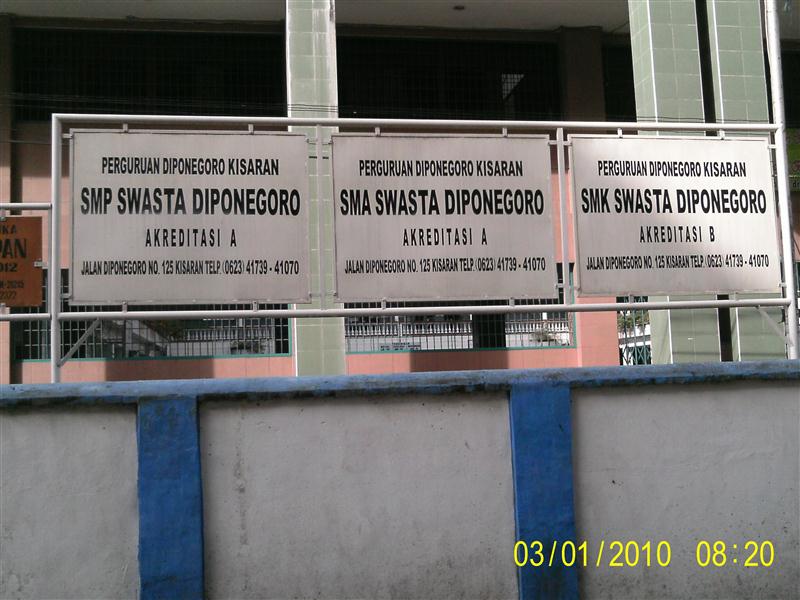 PERGURUAN DIPONEGORO KISARAN
SMP SWASTA DIPONEGORO
AKREDITASI A
JALAN DIPONEGORO NO. 125 KISARAN TELP. (0623) 41739 - 41070
PERGURUAN DIPONEGORO KISARAN
SMA SWASTA DIPONEGORO
AKREDITASI A
JALAN DIPONEGORO NO. 125 KISARAN TELP. (0623) 41739 - 41070
PERGURUAN DIPONEGORO KISARAN
SMK SWASTA DIPONEGORO
AKREDITASI B
JALAN DIPONEGORO NO. 125 KISARAN TELP. (0623) 41739 - 41070
03/01/2010 08:20